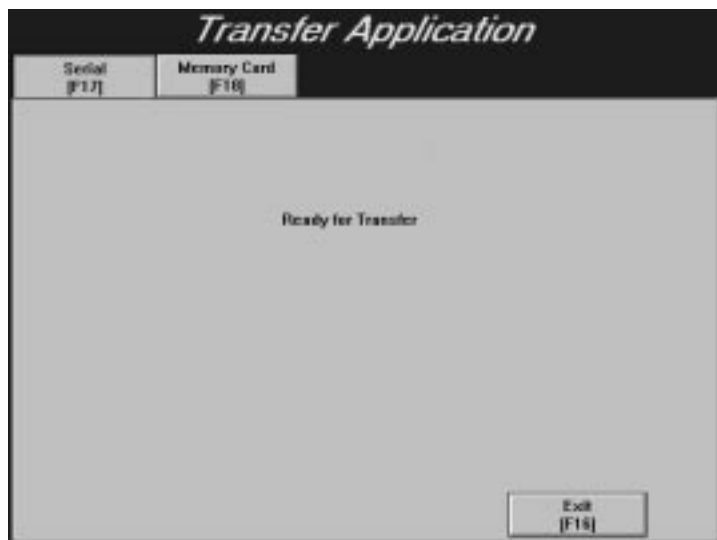 Transfer Application
Serial
[F17]
Memory Card
[F18]
Ready for Transfer
Exit
[F16]